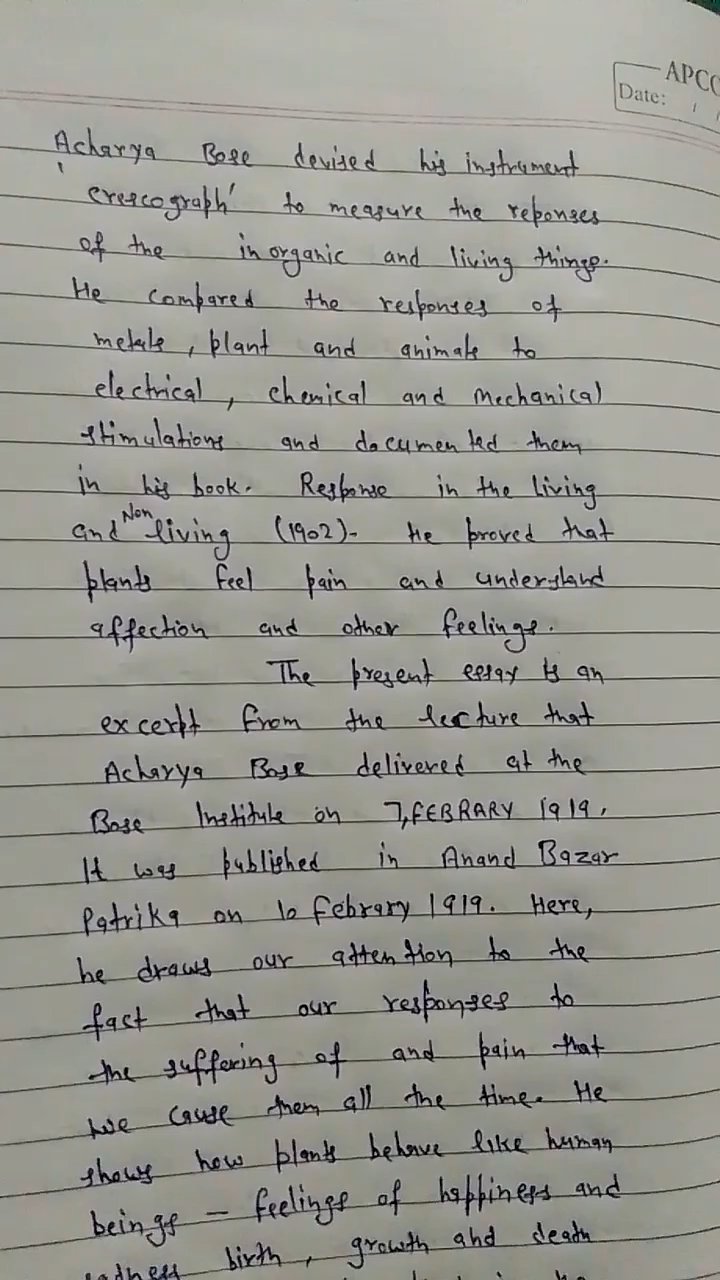 APCO
Date: / /
Acharya Bose devised his instrument
'crescograph' to measure the reponses
of the inorganic and living things.
He compared the responses of
metals, plant and animals to
electrical, chemical and mechanical
stimulations and documented them
in his book. Response in the living
and Non living (1902)- He proved that
plants feel pain and understand
affection and other feelings.
The present essay is an
excerpt from the lecture that
Acharya Bose delivered at the
Bose Institute on 7,FEBRARY 1919.
It was published in Anand Bazar
Patrika on 10 Febrary 1919. Here,
he draws our attention to the
fact that our responses to
the suffering of and pain that
we cause them all the time. He
shows how plants behave like human
beings - feelings of happiness and
sadness birth, growth and death